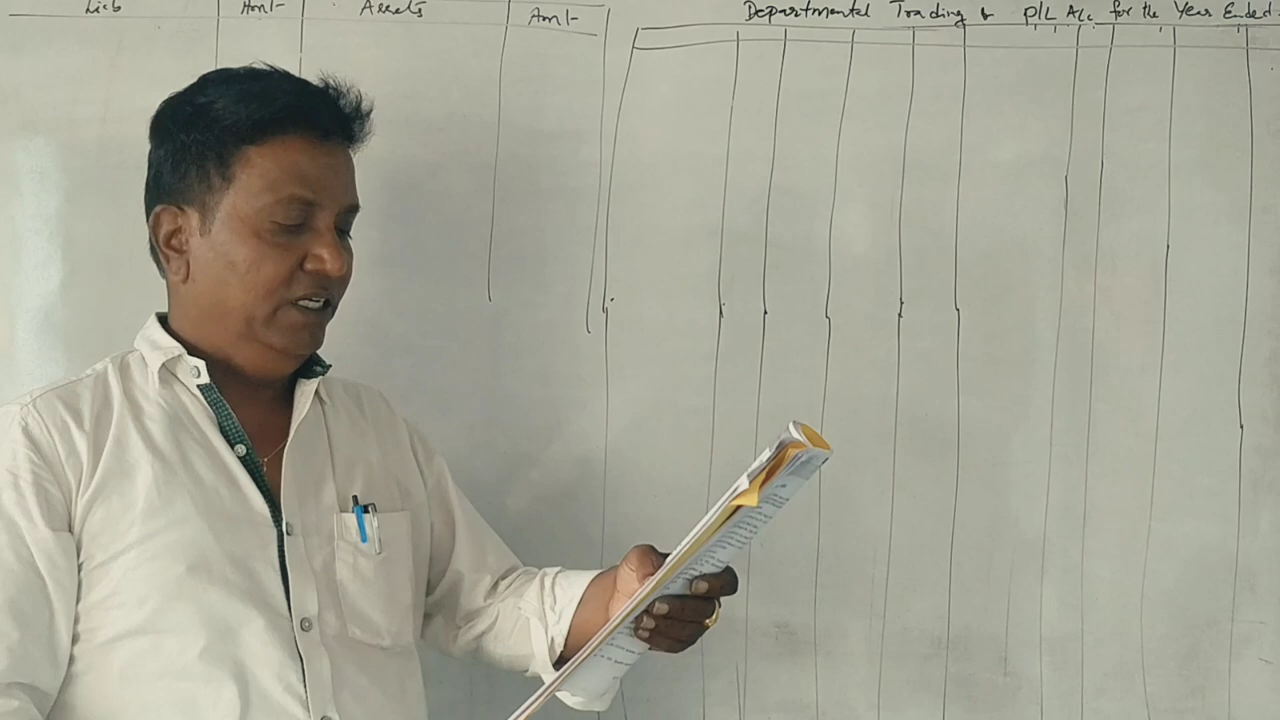 Liab Amt- Assets Amt-
Departmental Trading & P/L A/c for the Year Ended-